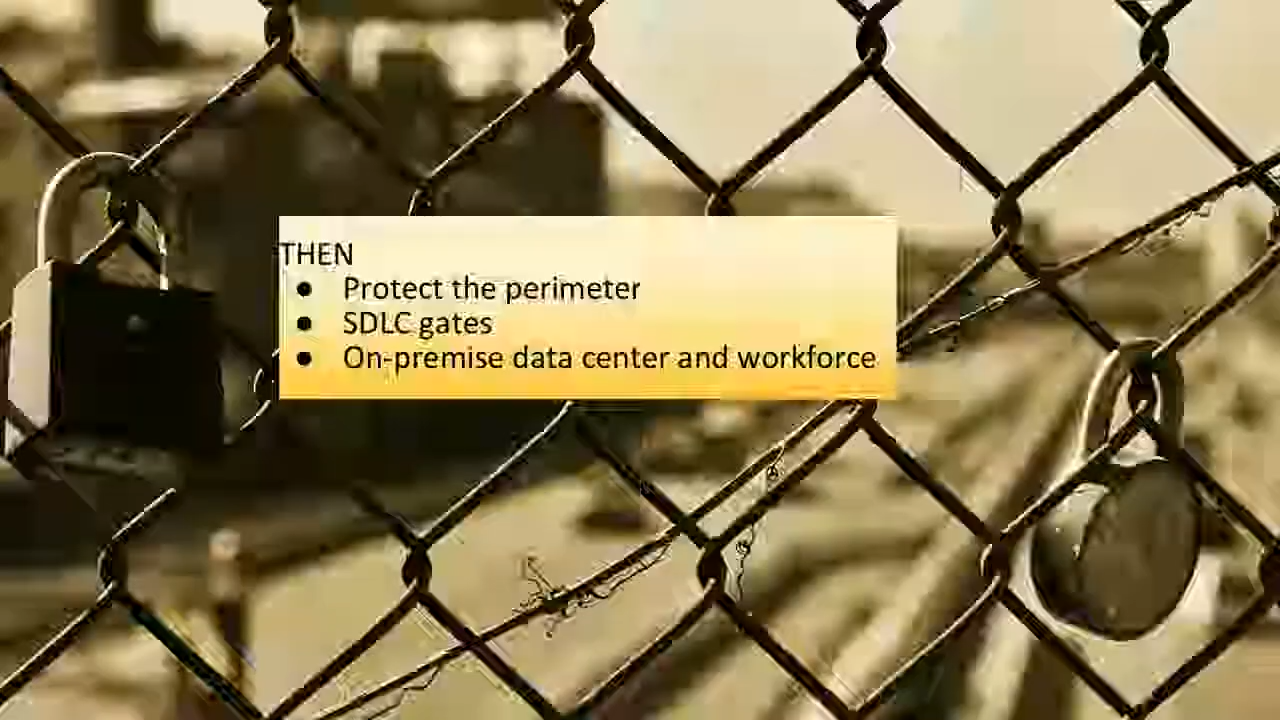 THEN
● Protect the perimeter
● SDLC gates
● On-premise data center and workforce